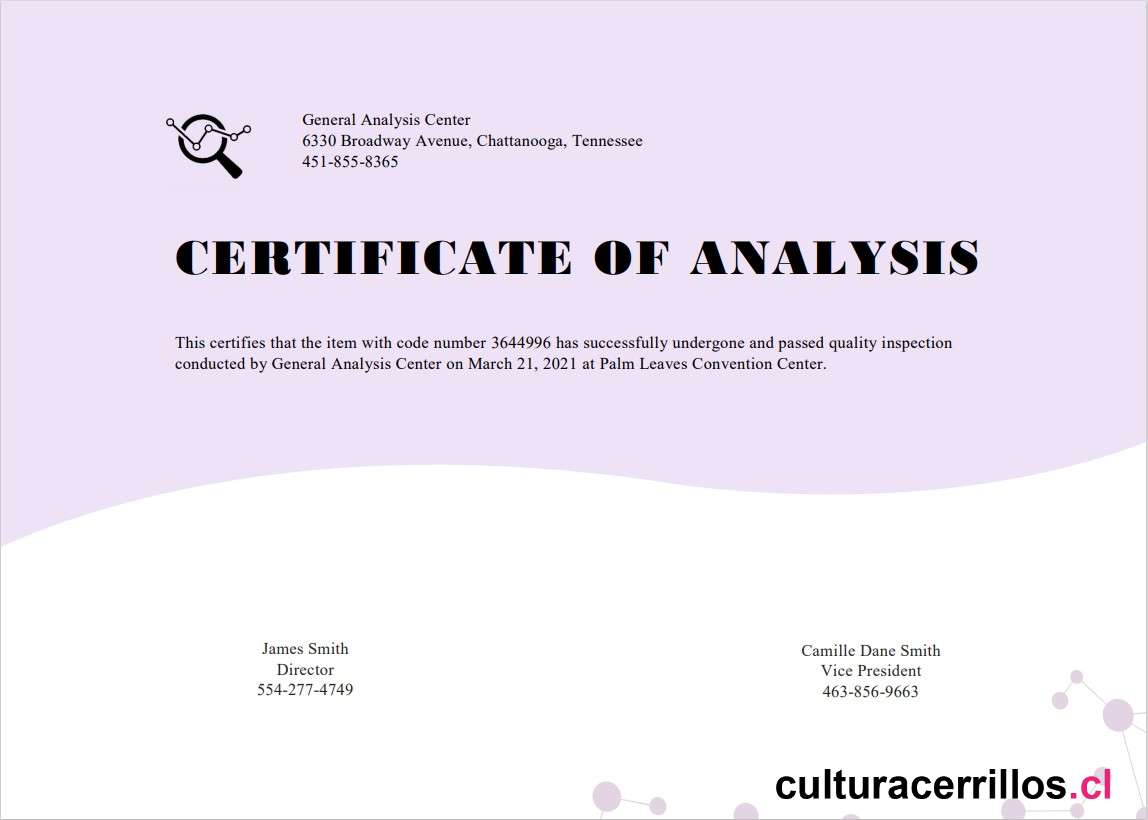 General Analysis Center
6330 Broadway Avenue, Chattanooga, Tennessee
451-855-8365
CERTIFICATE OF ANALYSIS
This certifies that the item with code number 3644996 has successfully undergone and passed quality inspection
conducted by General Analysis Center on March 21, 2021 at Palm Leaves Convention Center.
James Smith
Director
554-277-4749
Camille Dane Smith
Vice President
463-856-9663
culturacerrillos.cl